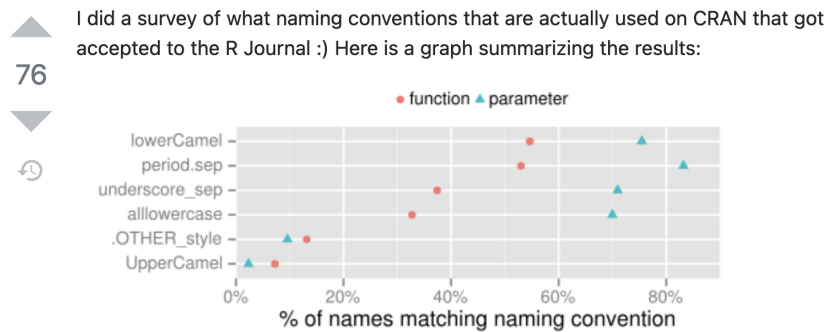 I did a survey of what naming conventions that are actually used on CRAN that got
accepted to the R Journal :) Here is a graph summarizing the results:
76
function parameter
lowerCamel
period.sep
underscore_sep
alllowercase
.OTHER_style
UpperCamel
0% 20% 40% 60% 80%
% of names matching naming convention